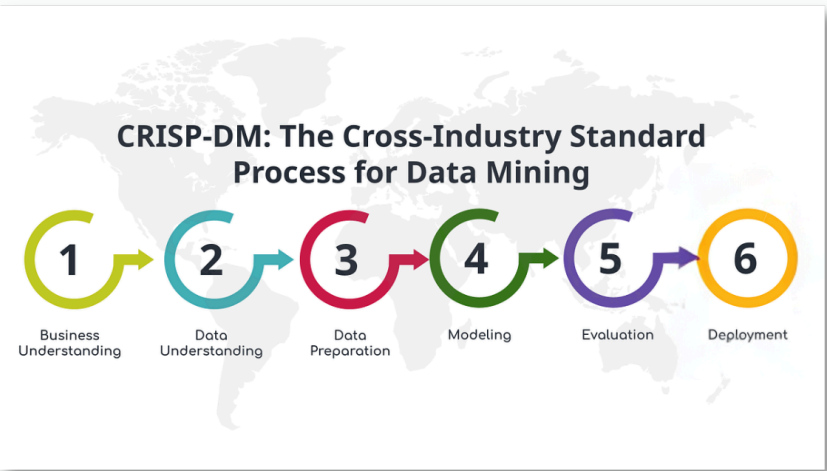 CRISP-DM: The Cross-Industry Standard
Process for Data Mining
1
2
3
4
5
6
Business
Understanding
Data
Understanding
Data
Preparation
Modeling
Evaluation
Deployment